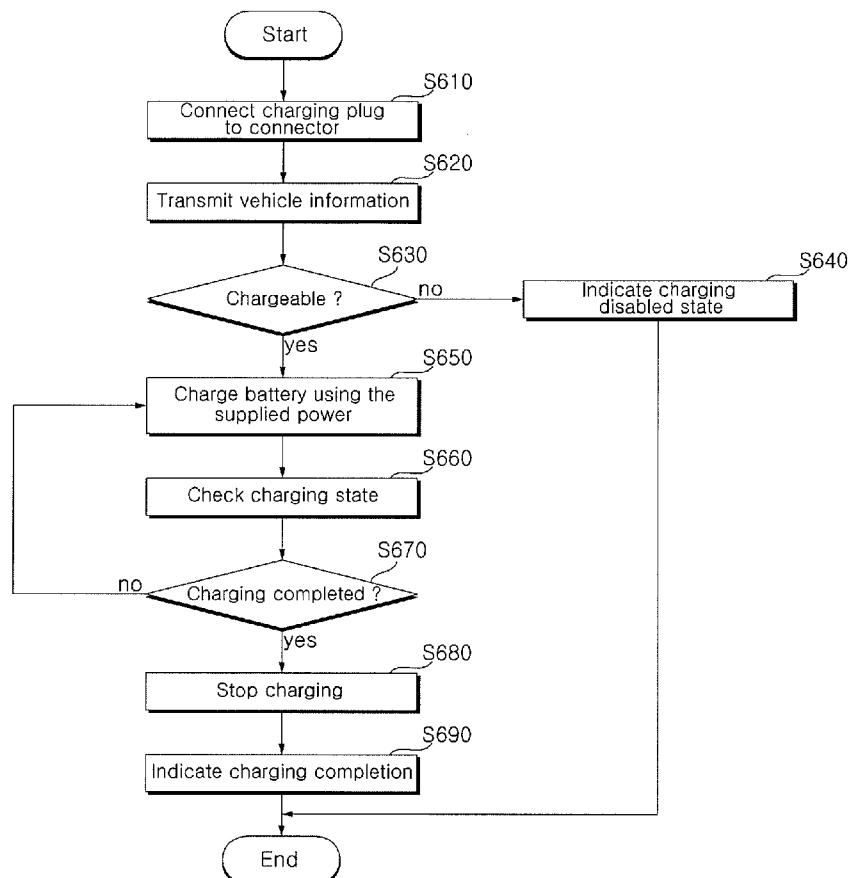 Start
S610
Connect charging plug
to connector
S620
Transmit vehicle information
S630
Chargeable ?
no
S640
Indicate charging
disabled state
yes
S650
Charge battery using the
supplied power
S660
Check charging state
S670
Charging completed ?
no
yes
S680
Stop charging
S690
Indicate charging completion
End